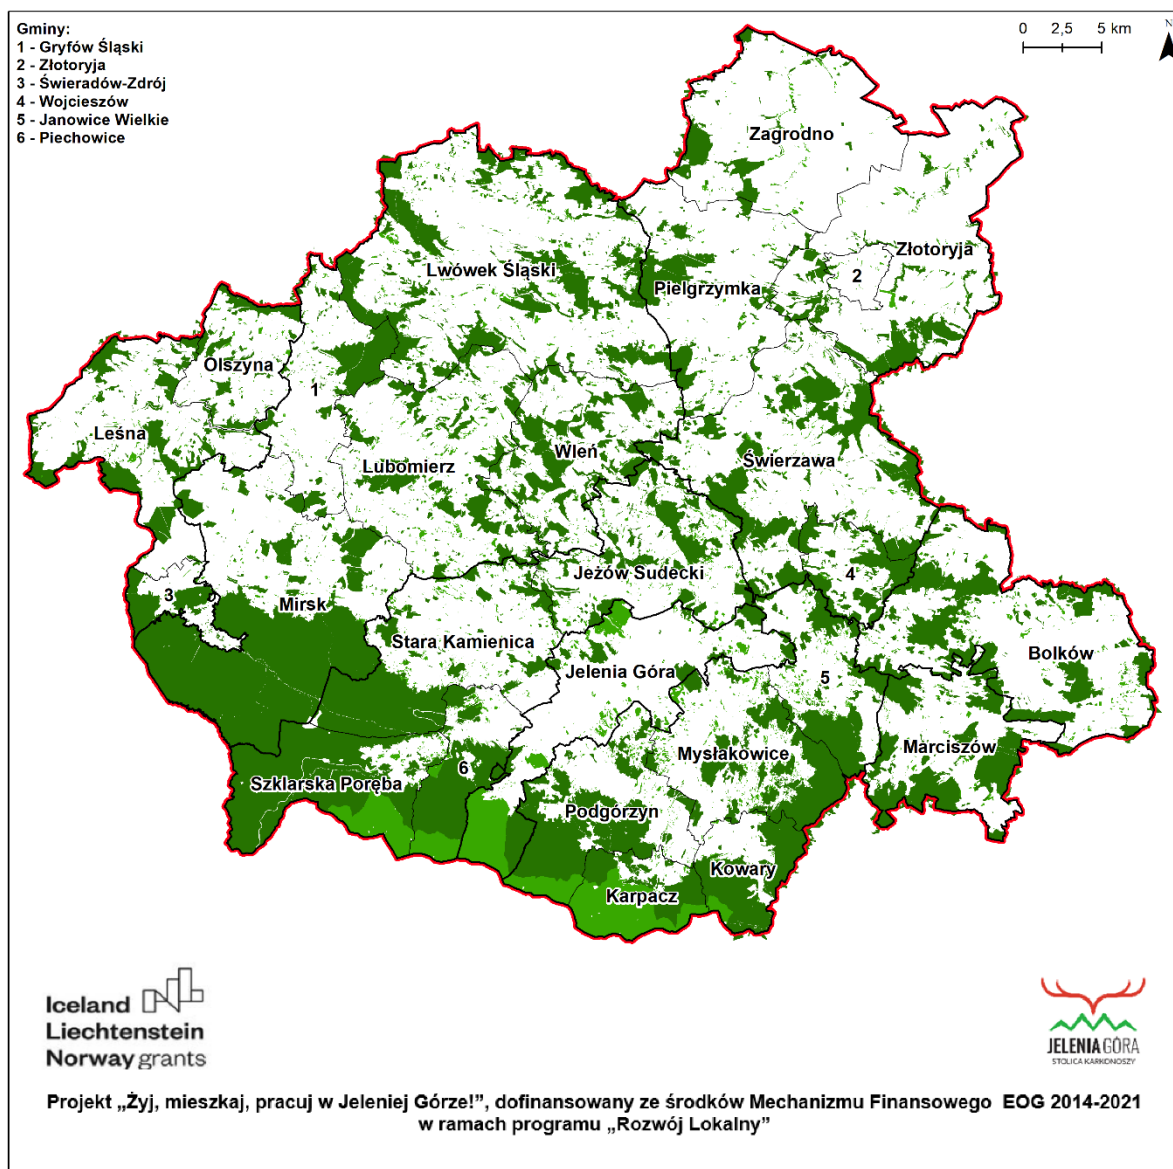 Gminy:
1 - Gryfów Śląski
2 - Złotoryja
3 - Świeradów-Zdrój
4 - Wojcieszów
5 - Janowice Wielkie
6 - Piechowice
0 2,5 5 km
N
Zagrodno
Złotoryja
2
Lwówek Śląski
Pielgrzymka
Olszyna
1
Leśna
Lubomierz
Wleń
Świerzawa
Jeżów Sudecki
4
3
Mirsk
Stara Kamienica
Jelenia Góra
5
Bolków
Mysłakowice
Marciszów
6
Szklarska Poręba
Podgórzyn
Kowary
Karpacz
Iceland
Liechtenstein
Norway grants
JELENIA GÓRA
STOLICA KARKONOSZY
Projekt „Żyj, mieszkaj, pracuj w Jeleniej Górze!”, dofinansowany ze środków Mechanizmu Finansowego EOG 2014-2021
w ramach programu „Rozwój Lokalny”